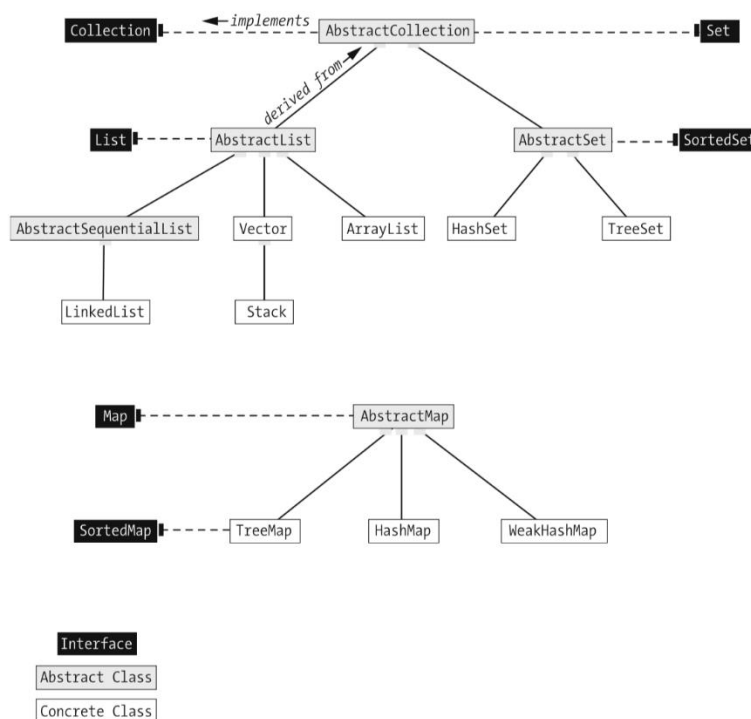 Collection
implements
AbstractCollection
Set
derived from
List
AbstractList
AbstractSet
SortedSet
AbstractSequentialList
Vector
ArrayList
HashSet
TreeSet
LinkedList
Stack
Map
AbstractMap
SortedMap
TreeMap
HashMap
WeakHashMap
Interface
Abstract Class
Concrete Class